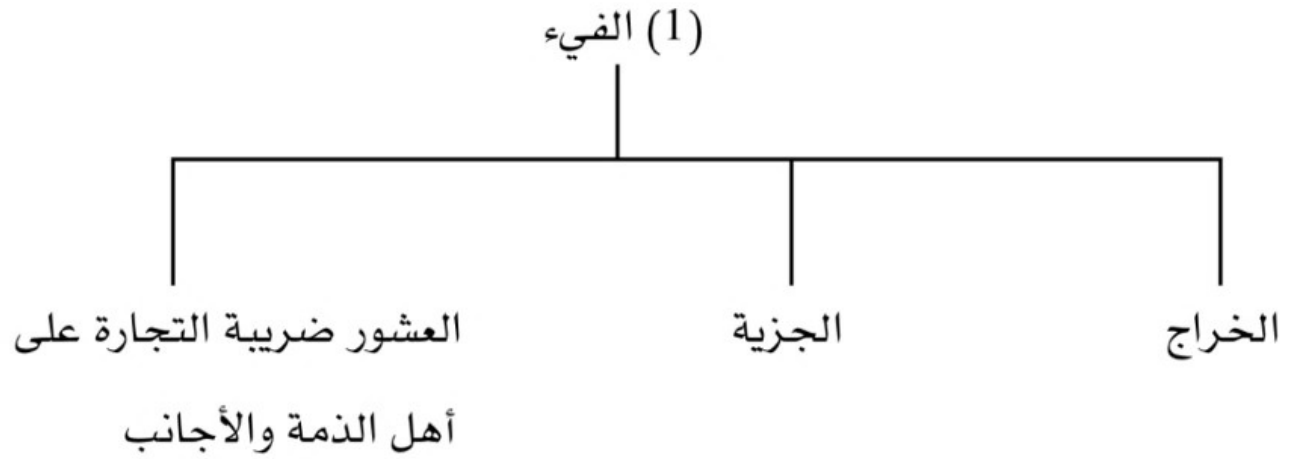 (1) الفيء
الخراج
الجزية
العشور ضريبة التجارة على
أهل الذمة والأجانب